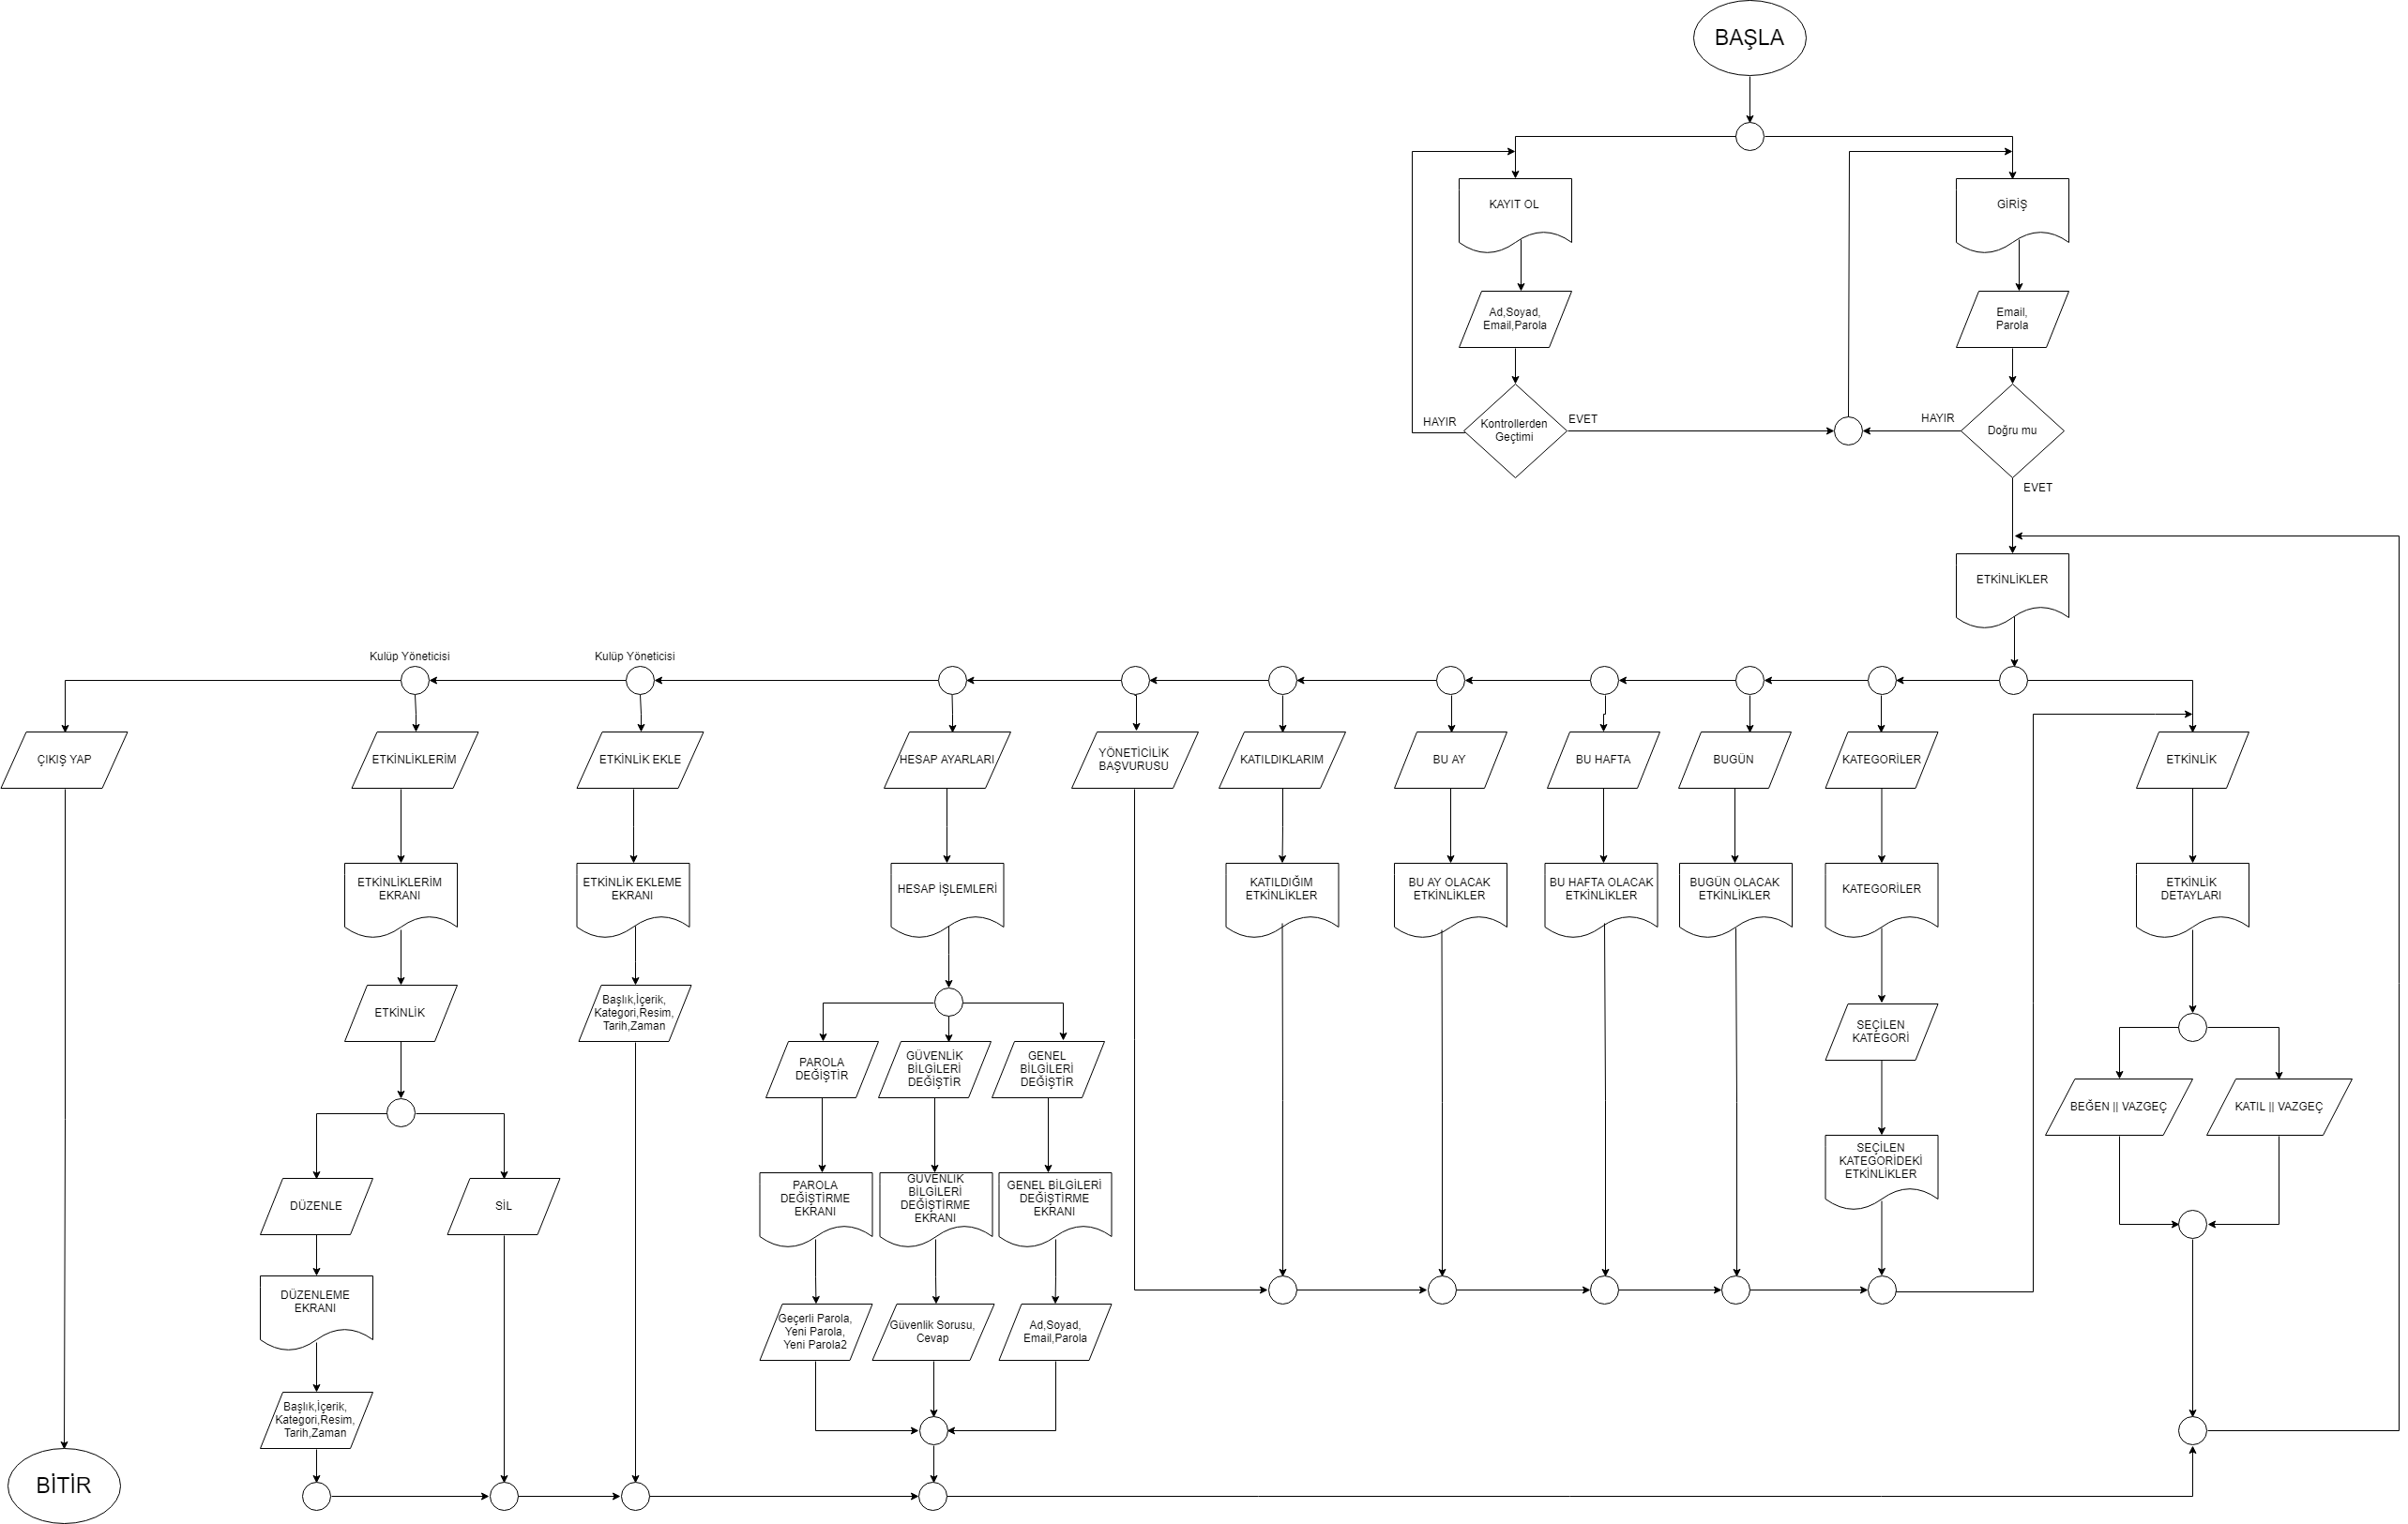 BAŞLA
KAYIT OL
GİRİŞ
Ad,Soyad,
Email,Parola
Email,
Parola
HAYIR
Kontrollerden
Geçtimi
EVET
HAYIR
Doğru mu
EVET
ETKİNLİKLER
Kulüp Yöneticisi
Kulüp Yöneticisi
ÇIKIŞ YAP
ETKİNLİKLERİM
ETKİNLİK EKLE
HESAP AYARLARI
YÖNETİCİLİK
BAŞVURUSU
KATILDIKLARIM
BU AY
BU HAFTA
BUGÜN
KATEGORİLER
ETKİNLİK
ETKİNLİKLERİM
EKRANI
ETKİNLİK EKLEME
EKRANI
HESAP İŞLEMLERİ
KATILDIĞIM
ETKİNLİKLER
BU AY OLACAK
ETKİNLİKLER
BU HAFTA OLACAK
ETKİNLİKLER
BUGÜN OLACAK
ETKİNLİKLER
KATEGORİLER
ETKİNLİK
DETAYLARI
ETKİNLİK
Başlık,İçerik,
Kategori,Resim,
Tarih,Zaman
SEÇİLEN
KATEGORİ
PAROLA
DEĞİŞTİR
GÜVENLİK
BİLGİLERİ
DEĞİŞTİR
GENEL
BİLGİLERİ
DEĞİŞTİR
BEĞEN || VAZGEÇ
KATIL || VAZGEÇ
SEÇİLEN
KATEGORİDEKİ
ETKİNLİKLER
DÜZENLE
SİL
PAROLA
DEĞİŞTİRME
EKRANI
GÜVENLİK
BİLGİLERİ
DEĞİŞTİRME
EKRANI
GENEL BİLGİLERİ
DEĞİŞTİRME
EKRANI
DÜZENLEME
EKRANI
Geçerli Parola,
Yeni Parola,
Yeni Parola2
Güvenlik Sorusu,
Cevap
Ad,Soyad,
Email,Parola
Başlık,İçerik,
Kategori,Resim,
Tarih,Zaman
BİTİR